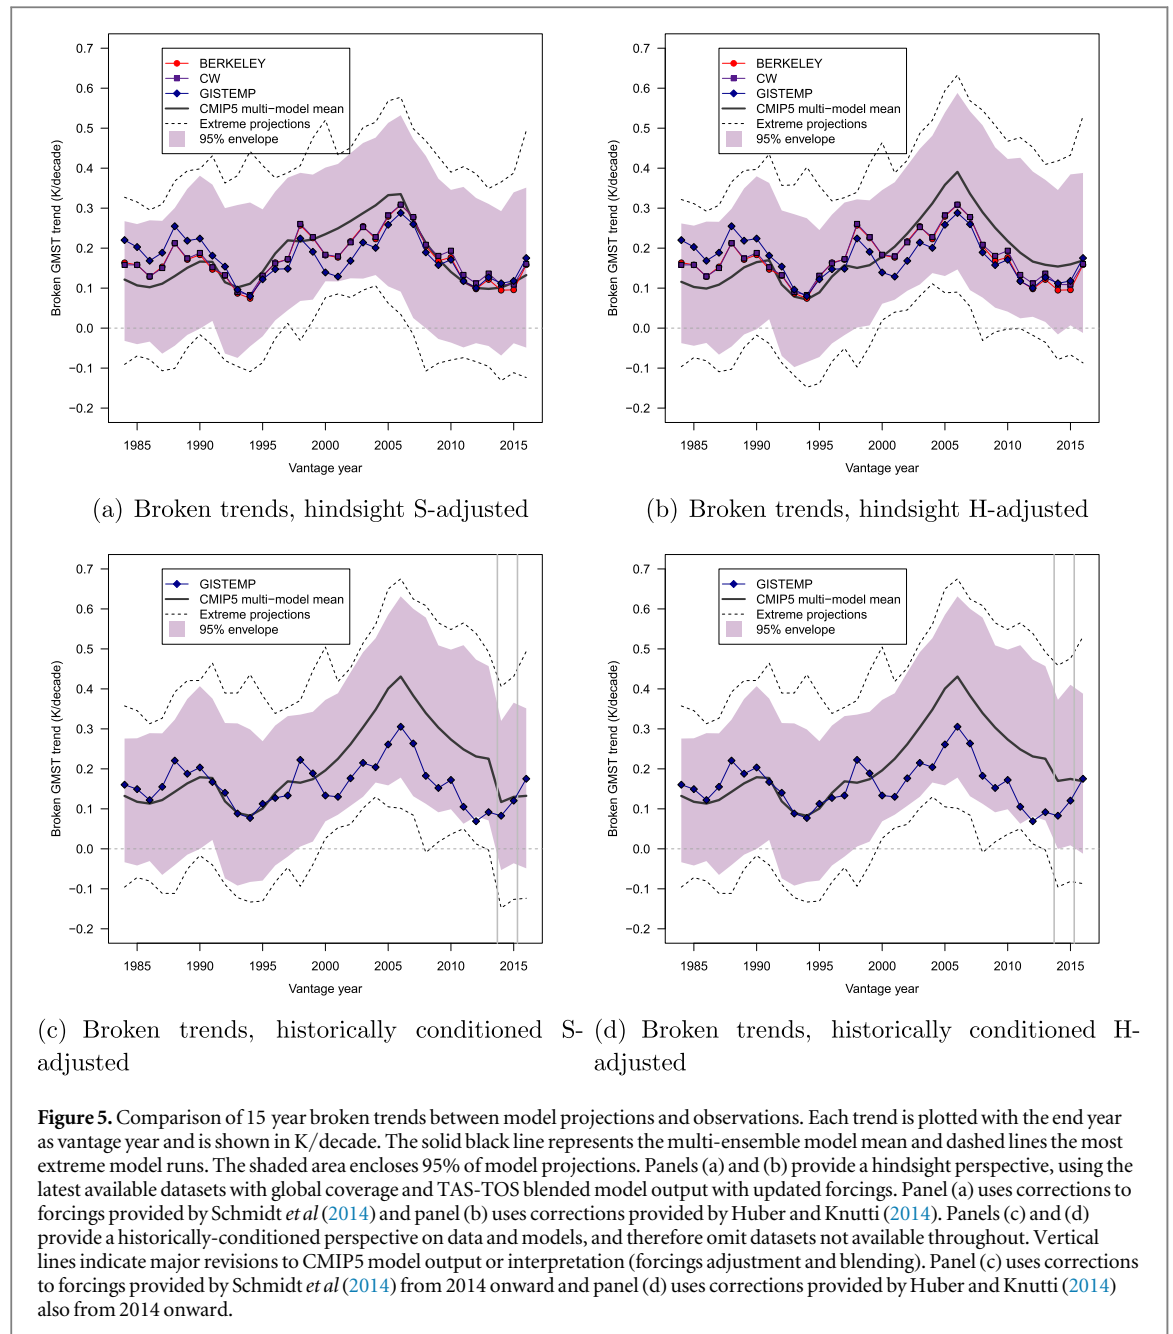 0.7
0.6
0.5
0.4
0.3
0.2
0.1
0.0
−0.1
−0.2
Broken GMST trend (K/decade)
BERKELEY
CW
GISTEMP
CMIP5 multi−model mean
Extreme projections
95% envelope
1985 1990 1995 2000 2005 2010 2015
Vantage year
(a) Broken trends, hindsight S-adjusted
0.7
0.6
0.5
0.4
0.3
0.2
0.1
0.0
−0.1
−0.2
Broken GMST trend (K/decade)
BERKELEY
CW
GISTEMP
CMIP5 multi−model mean
Extreme projections
95% envelope
1985 1990 1995 2000 2005 2010 2015
Vantage year
(b) Broken trends, hindsight H-adjusted
0.7
0.6
0.5
0.4
0.3
0.2
0.1
0.0
−0.1
−0.2
Broken GMST trend (K/decade)
GISTEMP
CMIP5 multi−model mean
Extreme projections
95% envelope
1985 1990 1995 2000 2005 2010 2015
Vantage year
(c) Broken trends, historically conditioned S-
adjusted
0.7
0.6
0.5
0.4
0.3
0.2
0.1
0.0
−0.1
−0.2
Broken GMST trend (K/decade)
GISTEMP
CMIP5 multi−model mean
Extreme projections
95% envelope
1985 1990 1995 2000 2005 2010 2015
Vantage year
(d) Broken trends, historically conditioned H-
adjusted
Figure 5. Comparison of 15 year broken trends between model projections and observations. Each trend is plotted with the end year
as vantage year and is shown in K/decade. The solid black line represents the multi-ensemble model mean and dashed lines the most
extreme model runs. The shaded area encloses 95% of model projections. Panels (a) and (b) provide a hindsight perspective, using the
latest available datasets with global coverage and TAS-TOS blended model output with updated forcings. Panel (a) uses corrections to
forcings provided by Schmidt et al (2014) and panel (b) uses corrections provided by Huber and Knutti (2014). Panels (c) and (d)
provide a historically-conditioned perspective on data and models, and therefore omit datasets not available throughout. Vertical
lines indicate major revisions to CMIP5 model output or interpretation (forcings adjustment and blending). Panel (c) uses corrections
to forcings provided by Schmidt et al (2014) from 2014 onward and panel (d) uses corrections provided by Huber and Knutti (2014)
also from 2014 onward.